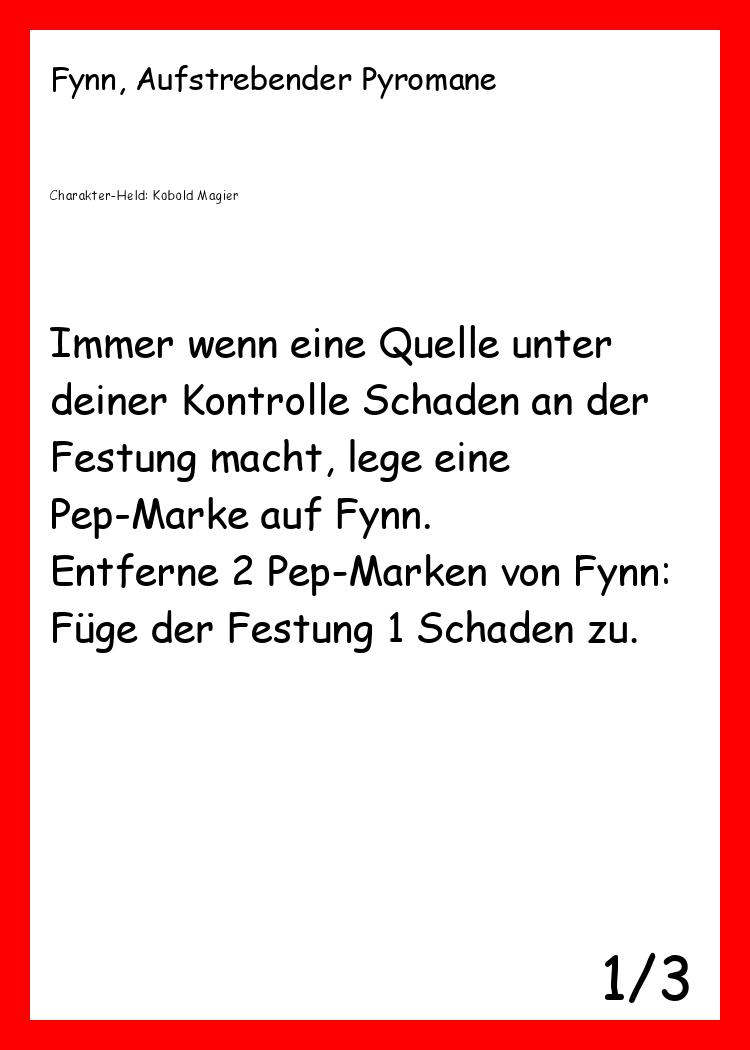 Fynn, Aufstrebender Pyromane
Charakter-Held: Kobold Magier
Immer wenn eine Quelle unter
deiner Kontrolle Schaden an der
Festung macht, lege eine
Pep-Marke auf Fynn.
Entferne 2 Pep-Marken von Fynn:
Füge der Festung 1 Schaden zu.
1/3